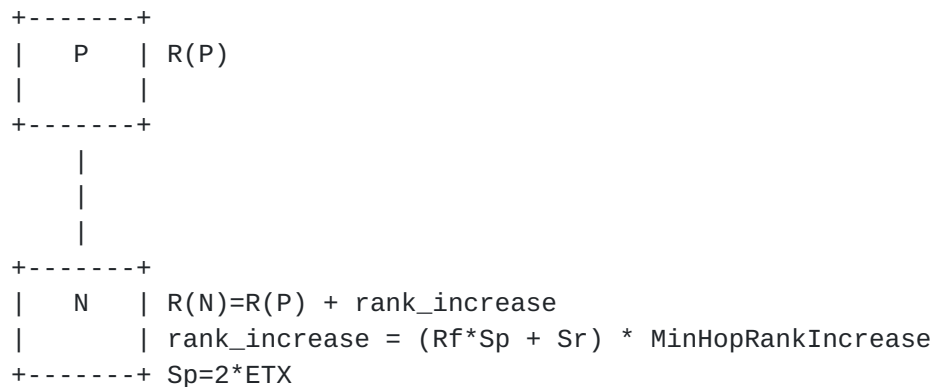 P R(P)
N R(N)=R(P) + rank_increase
rank_increase = (Rf*Sp + Sr) * MinHopRankIncrease
Sp=2*ETX